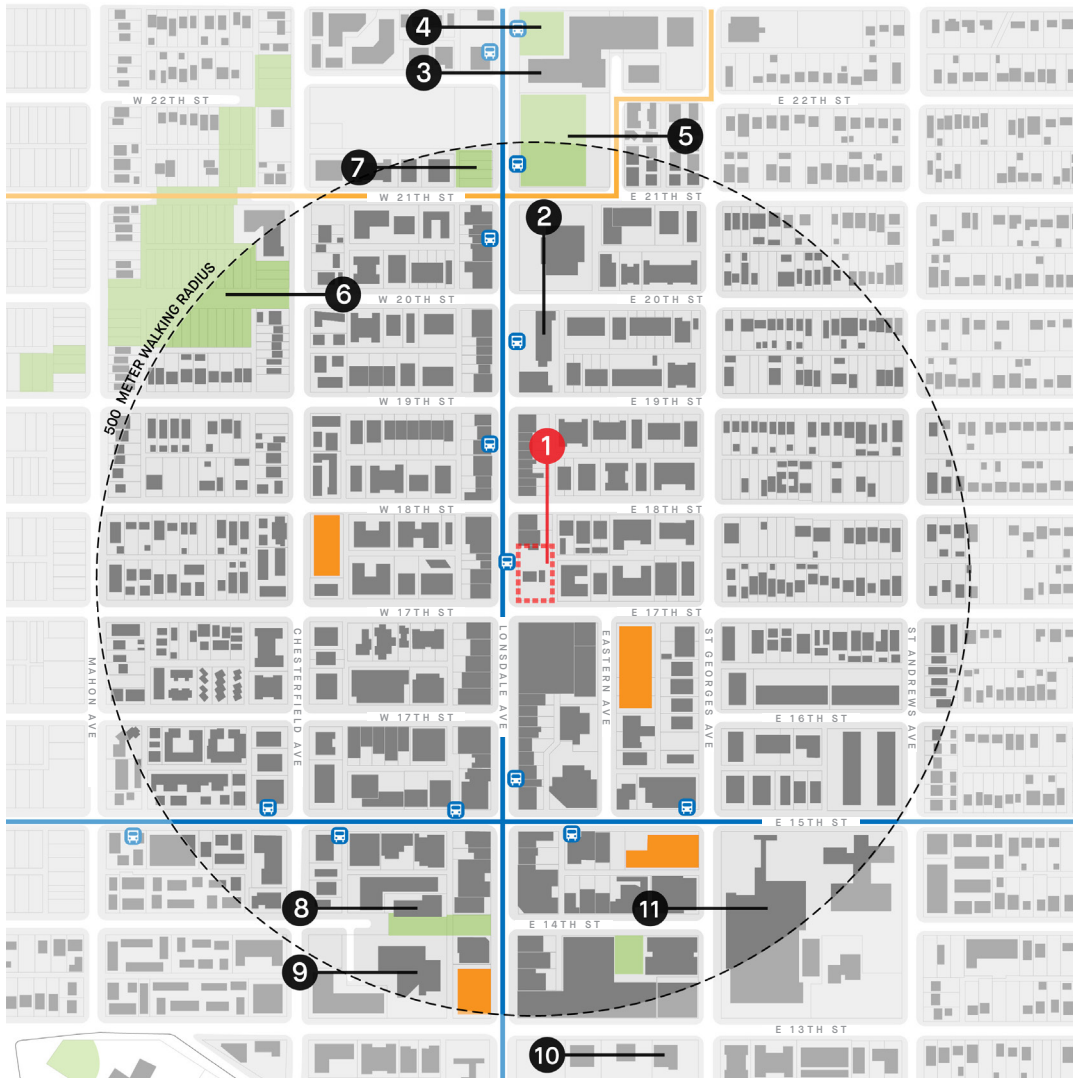 4
3
W 22TH ST
E 22TH ST
5
7
W 21TH ST
E 21TH ST
2
500 METER WALKING RADIUS
6
W 20TH ST
E 20TH ST
W 19TH ST
E 19TH ST
1
W 18TH ST
E 18TH ST
W 17TH ST
E 17TH ST
MAHON AVE
CHESTERFIELD AVE
LONSDALE AVE
EASTERN AVE
ST GEORGES AVE
ST ANDREWS AVE
W 17TH ST
E 16TH ST
E 15TH ST
8
11
E 14TH ST
9
E 13TH ST
10